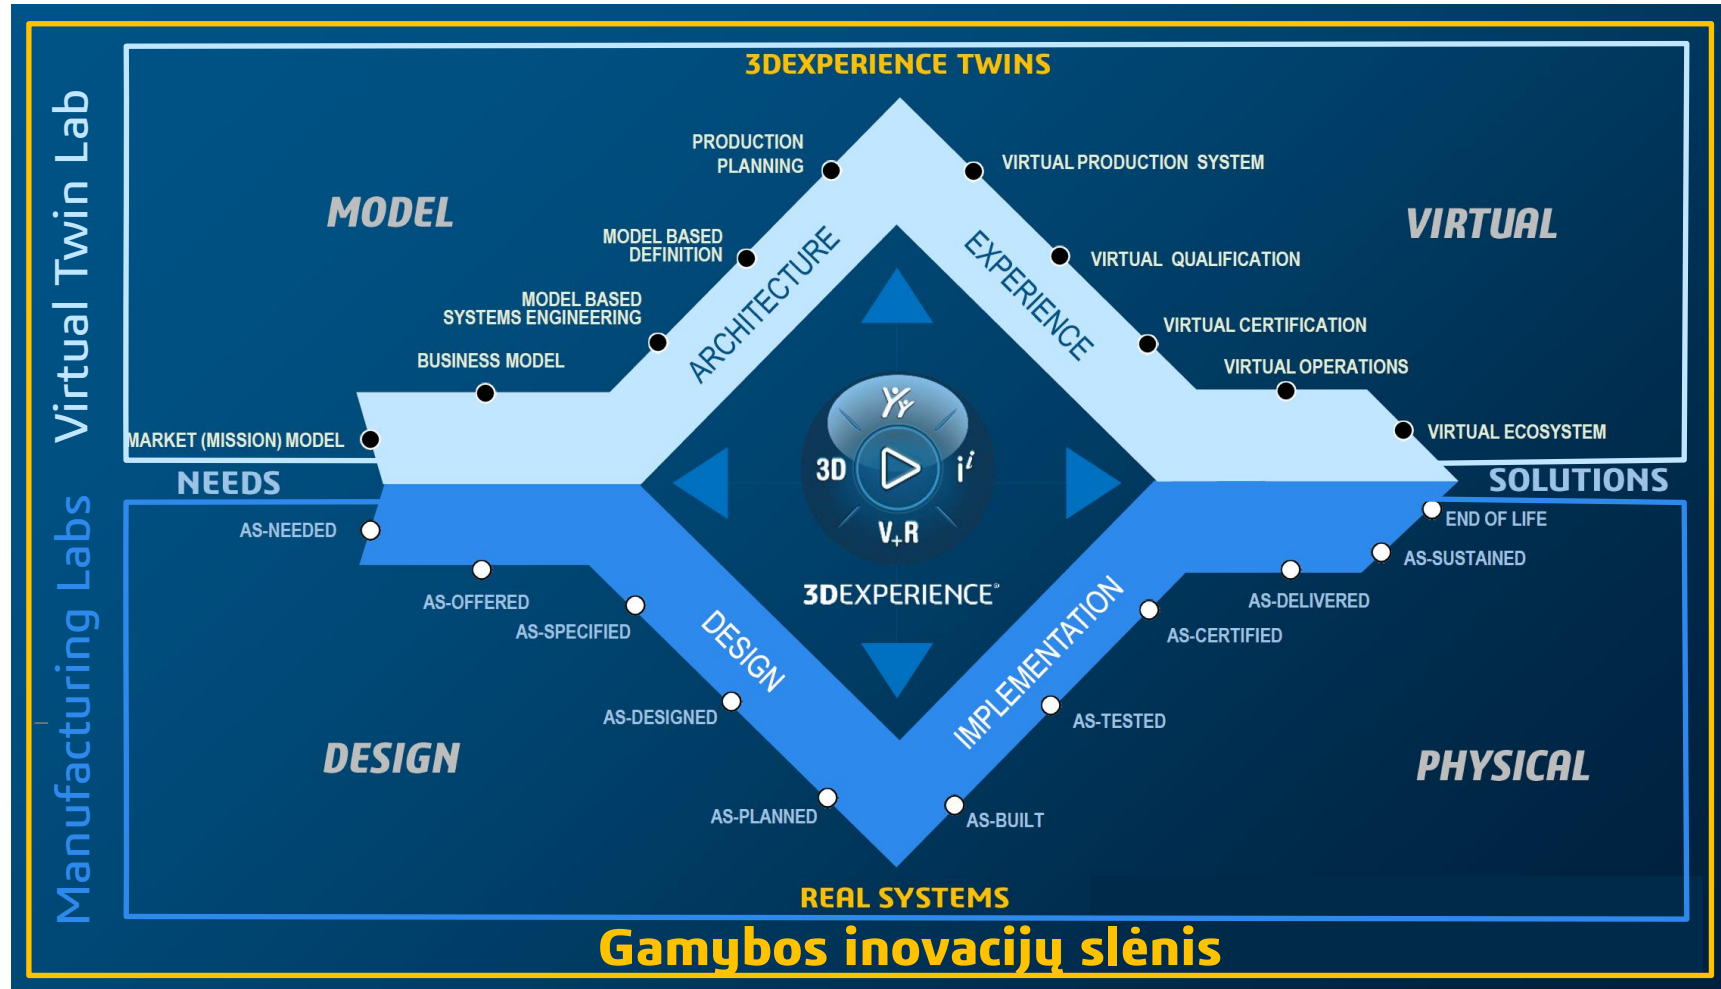 3DEXPERIENCE TWINS
Virtual Twin Lab
PRODUCTION
PLANNING
VIRTUAL PRODUCTION SYSTEM
MODEL
VIRTUAL
MODEL BASED
DEFINITION
ARCHITECTURE
EXPERIENCE
VIRTUAL QUALIFICATION
MODEL BASED
SYSTEMS ENGINEERING
VIRTUAL CERTIFICATION
BUSINESS MODEL
VIRTUAL OPERATIONS
MARKET (MISSION) MODEL
VIRTUAL ECOSYSTEM
3D
i i
V+R
3DEXPERIENCE®
NEEDS
SOLUTIONS
Manufacturing Labs
AS-NEEDED
END OF LIFE
AS-SUSTAINED
AS-OFFERED
AS-DELIVERED
AS-SPECIFIED
AS-CERTIFIED
DESIGN
IMPLEMENTATION
AS-DESIGNED
AS-TESTED
DESIGN
PHYSICAL
AS-PLANNED
AS-BUILT
REAL SYSTEMS
Gamybos inovacijų slėnis